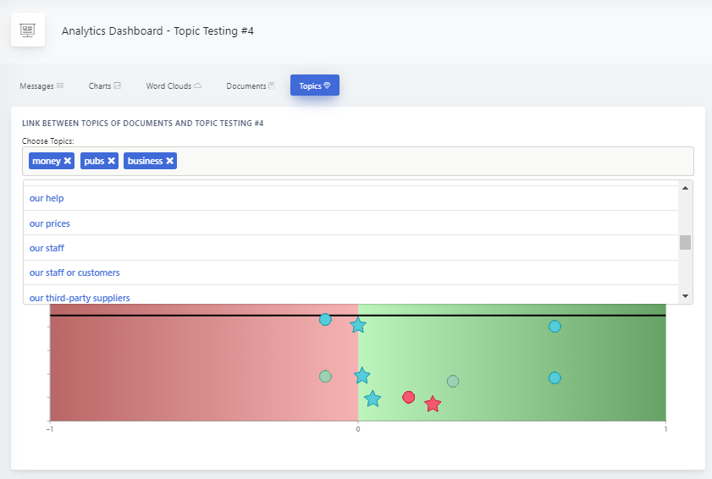 Analytics Dashboard - Topic Testing #4
Messages Charts Word Clouds Documents Topics
LINK BETWEEN TOPICS OF DOCUMENTS AND TOPIC TESTING #4
Choose Topics:
money × pubs × business ×
our help
our prices
our staff
our staff or customers
our third-party suppliers
−1 0 1